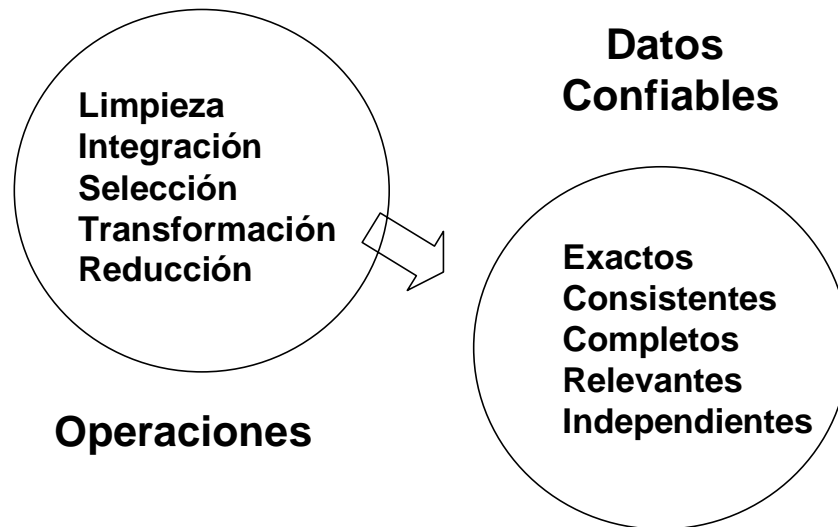 Limpieza
Integración
Selección
Transformación
Reducción
Operaciones
Datos
Confiables
Exactos
Consistentes
Completos
Relevantes
Independientes